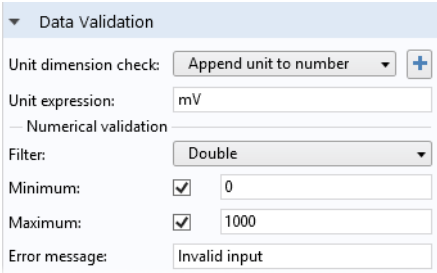 Data Validation
Unit dimension check: Append unit to number
Unit expression: mV
Numerical validation
Filter: Double
Minimum: 0
Maximum: 1000
Error message: Invalid input